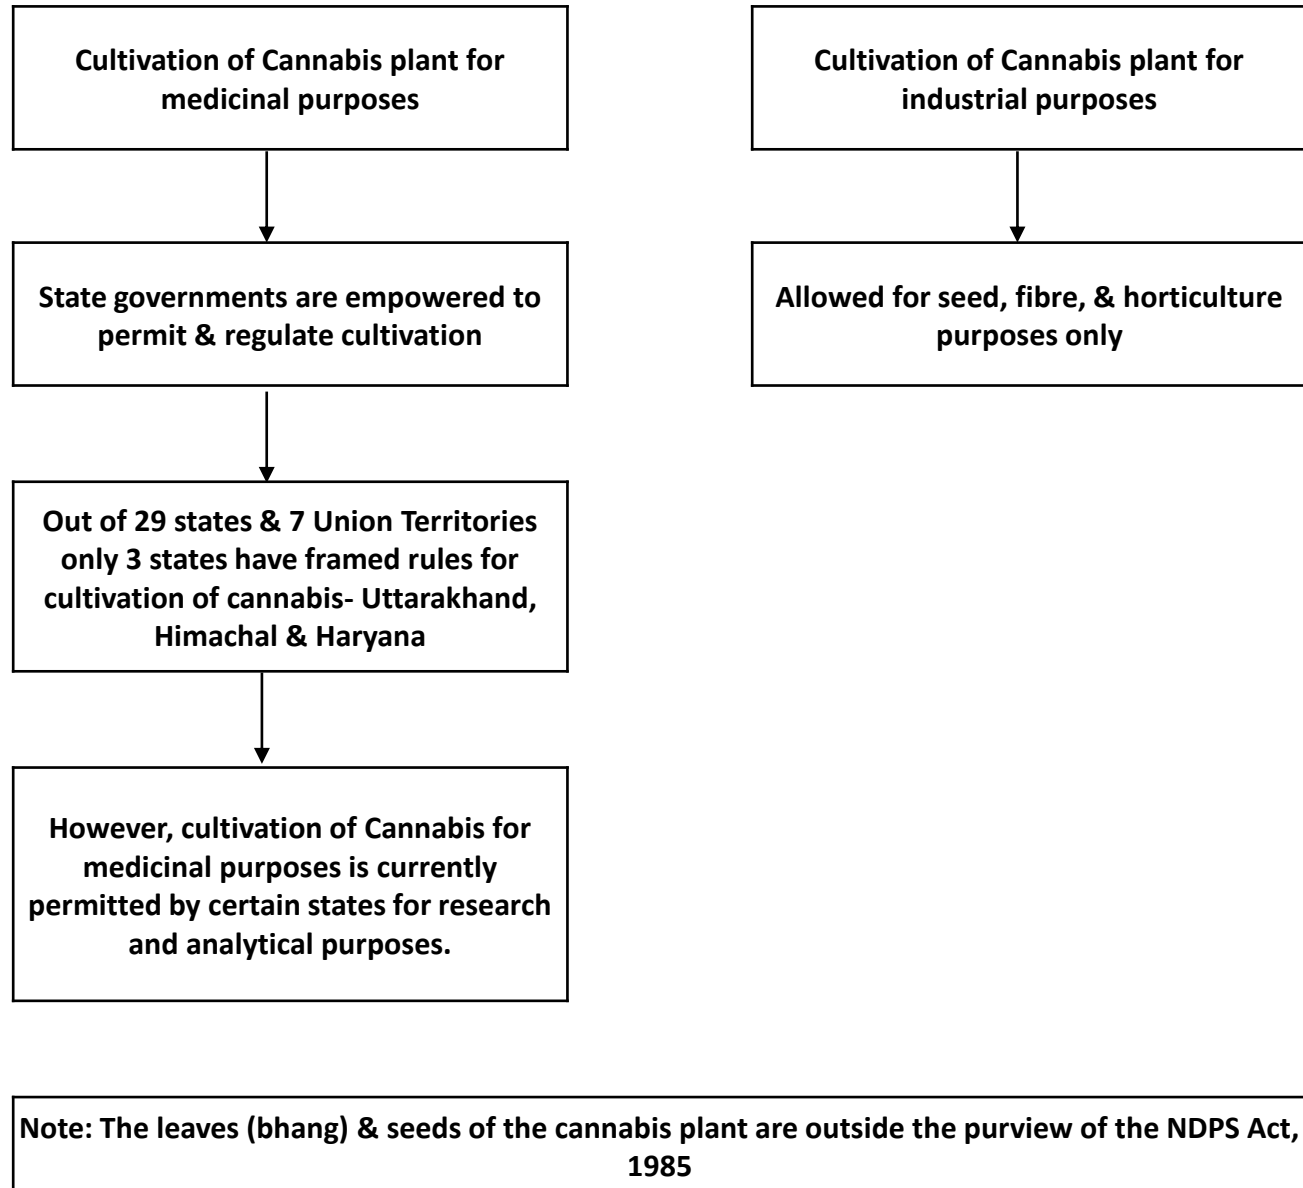 Cultivation of Cannabis plant for
medicinal purposes
State governments are empowered to
permit & regulate cultivation
Out of 29 states & 7 Union Territories
only 3 states have framed rules for
cultivation of cannabis- Uttarakhand,
Himachal & Haryana
However, cultivation of Cannabis for
medicinal purposes is currently
permitted by certain states for research
and analytical purposes.
Cultivation of Cannabis plant for
industrial purposes
Allowed for seed, fibre, & horticulture
purposes only
Note: The leaves (bhang) & seeds of the cannabis plant are outside the purview of the NDPS Act,
1985